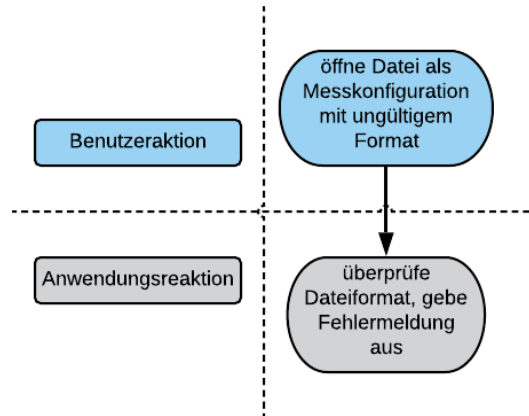 Benutzeraktion
öffne Datei als
Messkonfiguration
mit ungültigem
Format
Anwendungsreaktion
überprüfe
Dateiformat, gebe
Fehlermeldung
aus